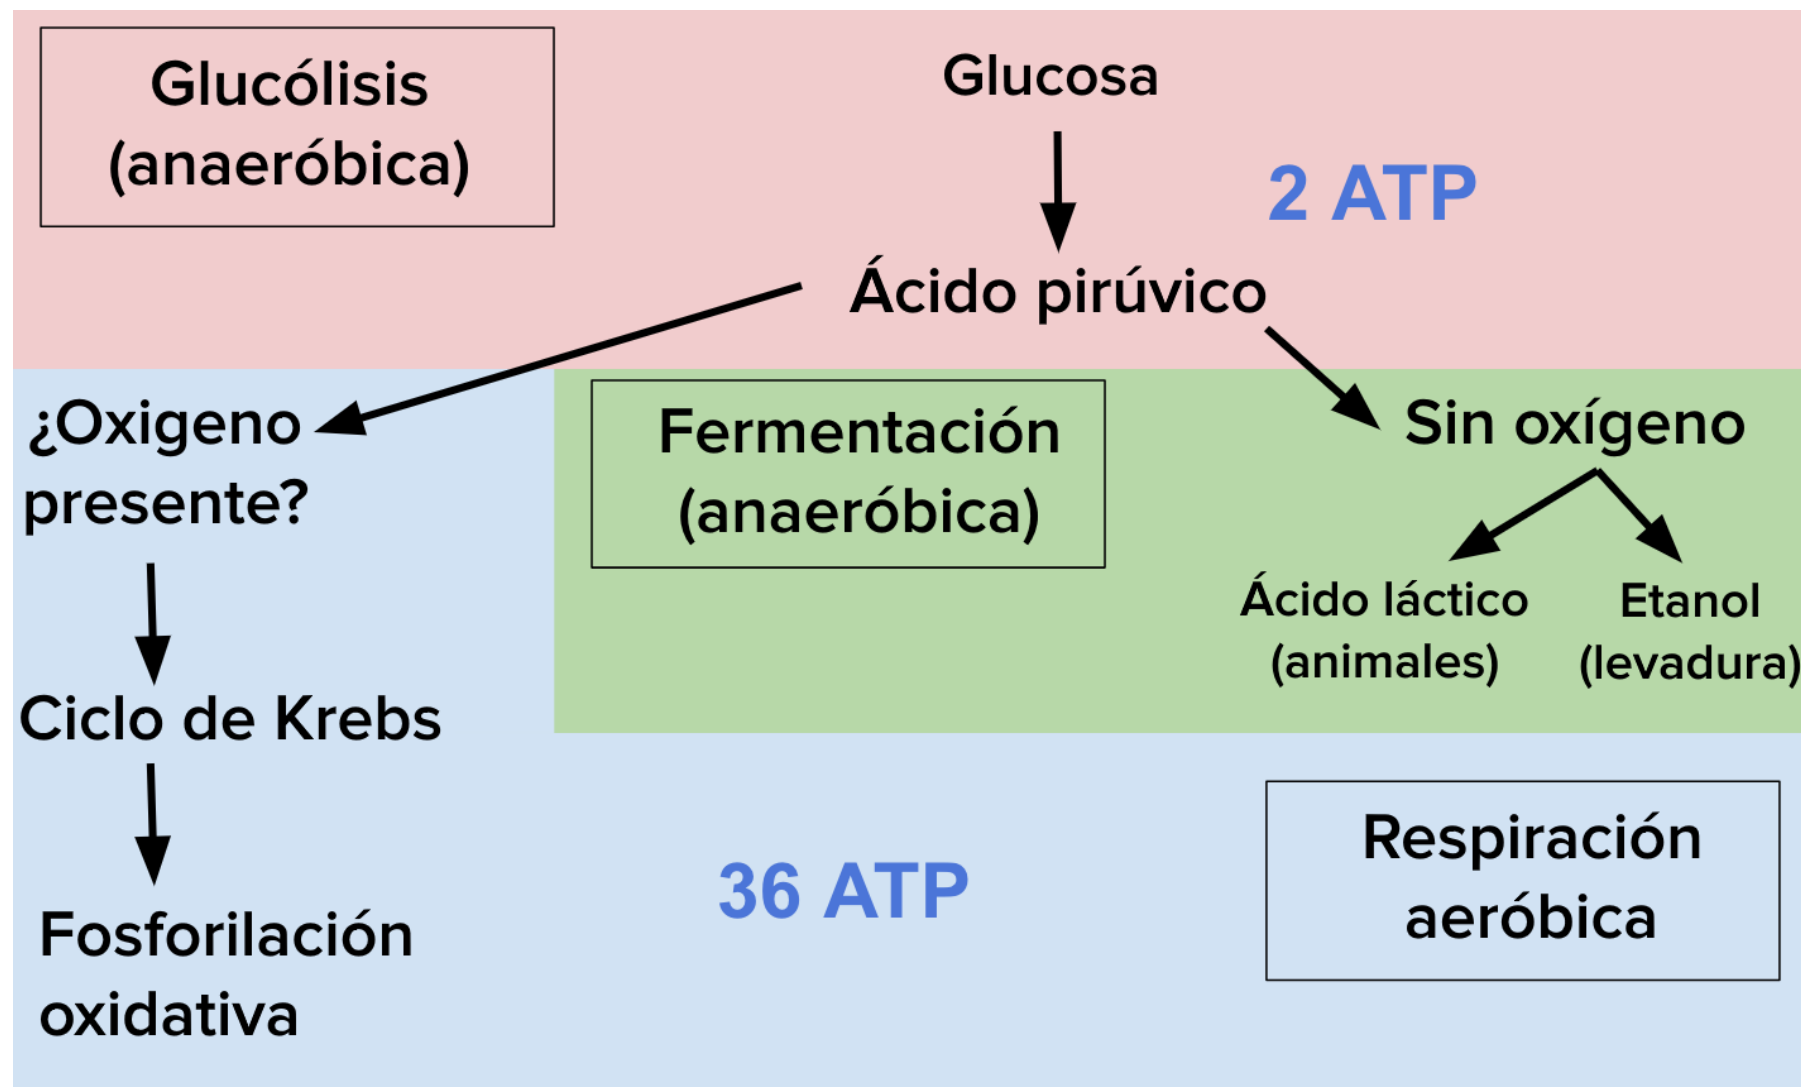 Glucólisis
(anaeróbica)
Glucosa
2 ATP
Ácido pirúvico
¿Oxigeno
presente?
Fermentación
(anaeróbica)
Sin oxígeno
Ácido láctico
(animales)
Etanol
(levadura)
Ciclo de Krebs
Fosforilación
oxidativa
36 ATP
Respiración
aeróbica